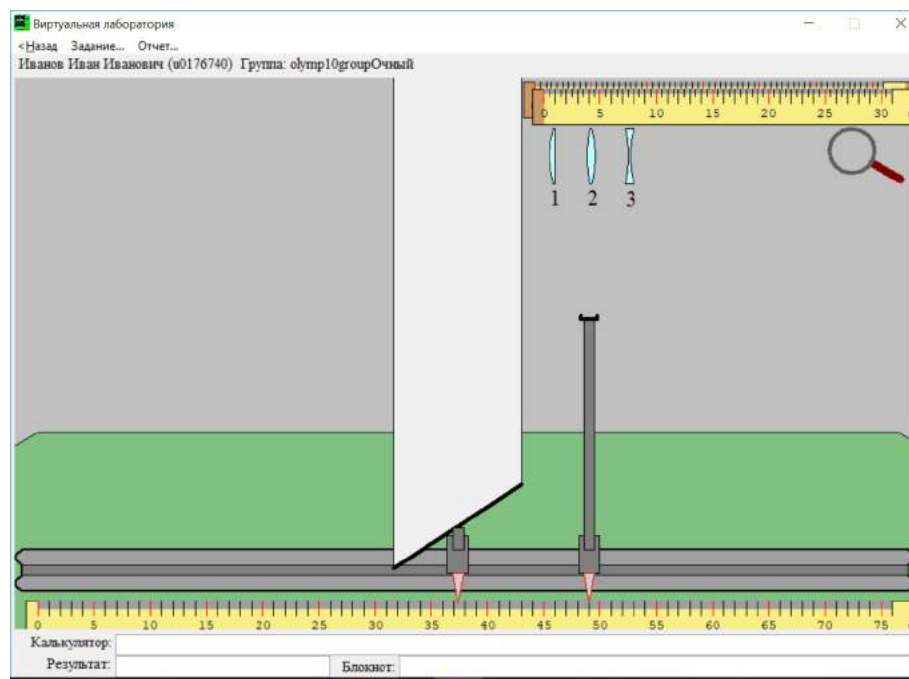 Виртуальная лаборатория
<Назад Задание... Отчет...
Иванов Иван Иванович (u0176740) Группа: olymp10groupОчный
0 5 10 15 20 25 30
1 2 3
0 5 10 15 20 25 30 35 40 45 50 55 60 65 70 75
Калькулятор:
Результат: Блокнот: